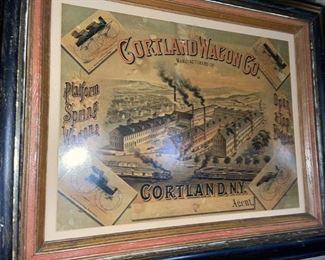 CORTLAND WAGON CO
MANUFACTURERS OF
Platform
Spring
Wagons
CORTLAND, N.Y.
Agent.